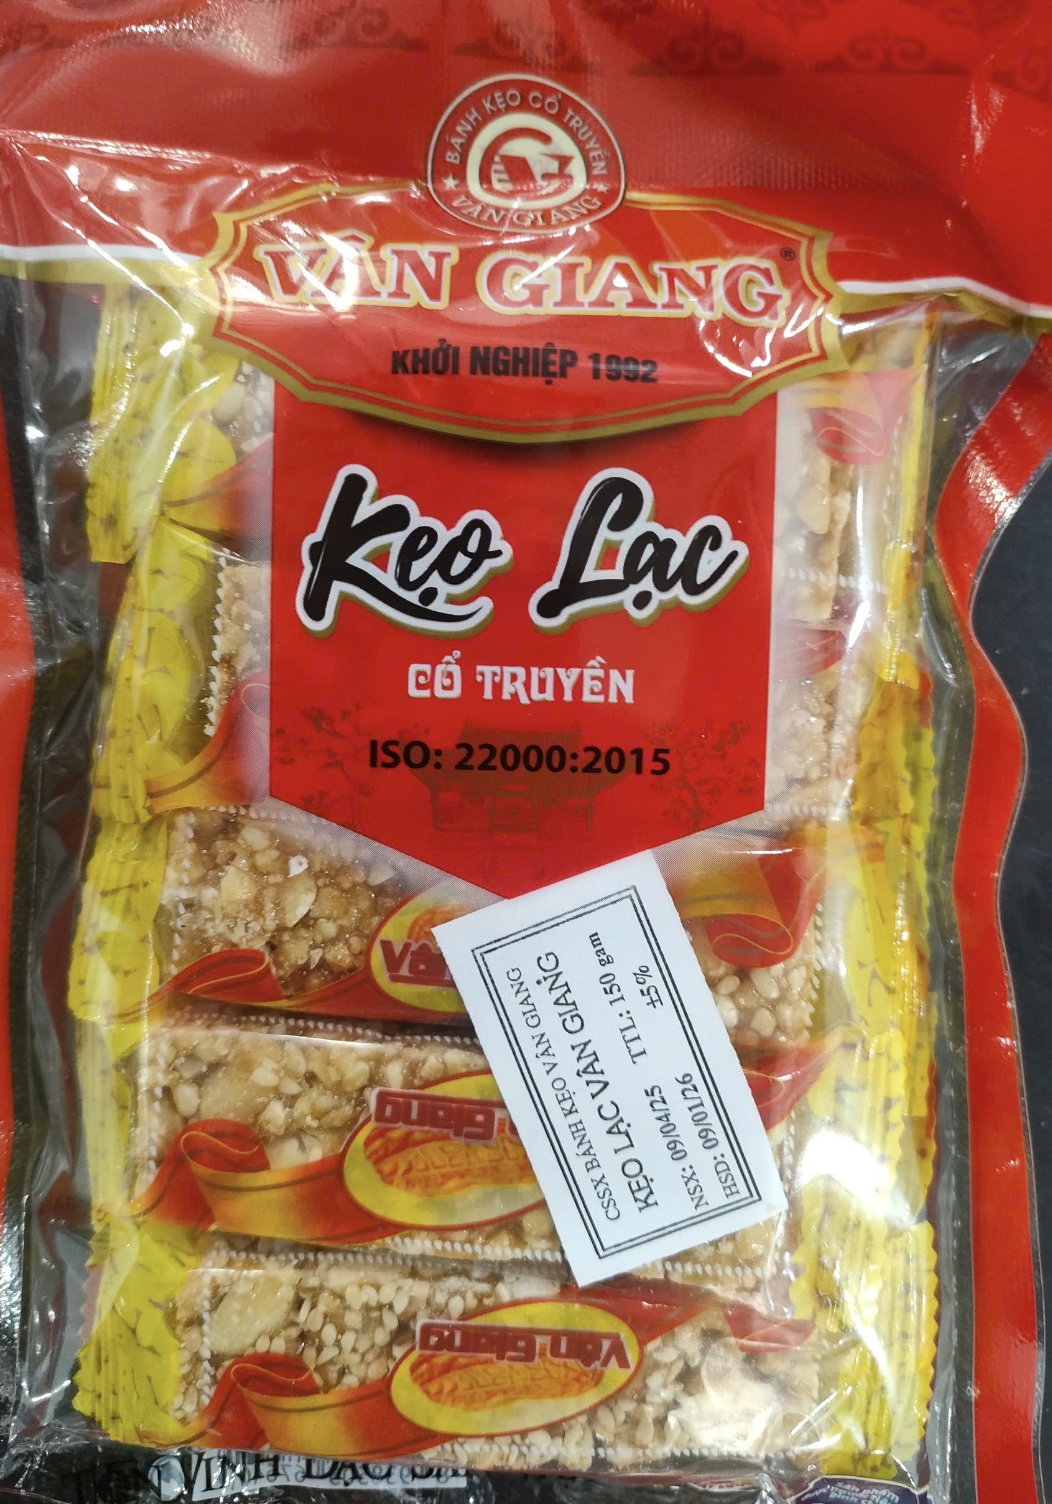 BÁNH KẸO CỔ TRUYỀN
VÂN GIANG
VÂN GIANG®
KHỞI NGHIỆP 1992
Kẹo Lạc
CỔ TRUYỀN
ISO: 22000:2015
CSSX BÁNH KẸO VÂN GIANG
KẸO LẠC VÂN GIANG
NSX: 09/04/25 TTL: 150 gam
HSD: 09/01/26 ±5%
Vân Giang
Vân Giang